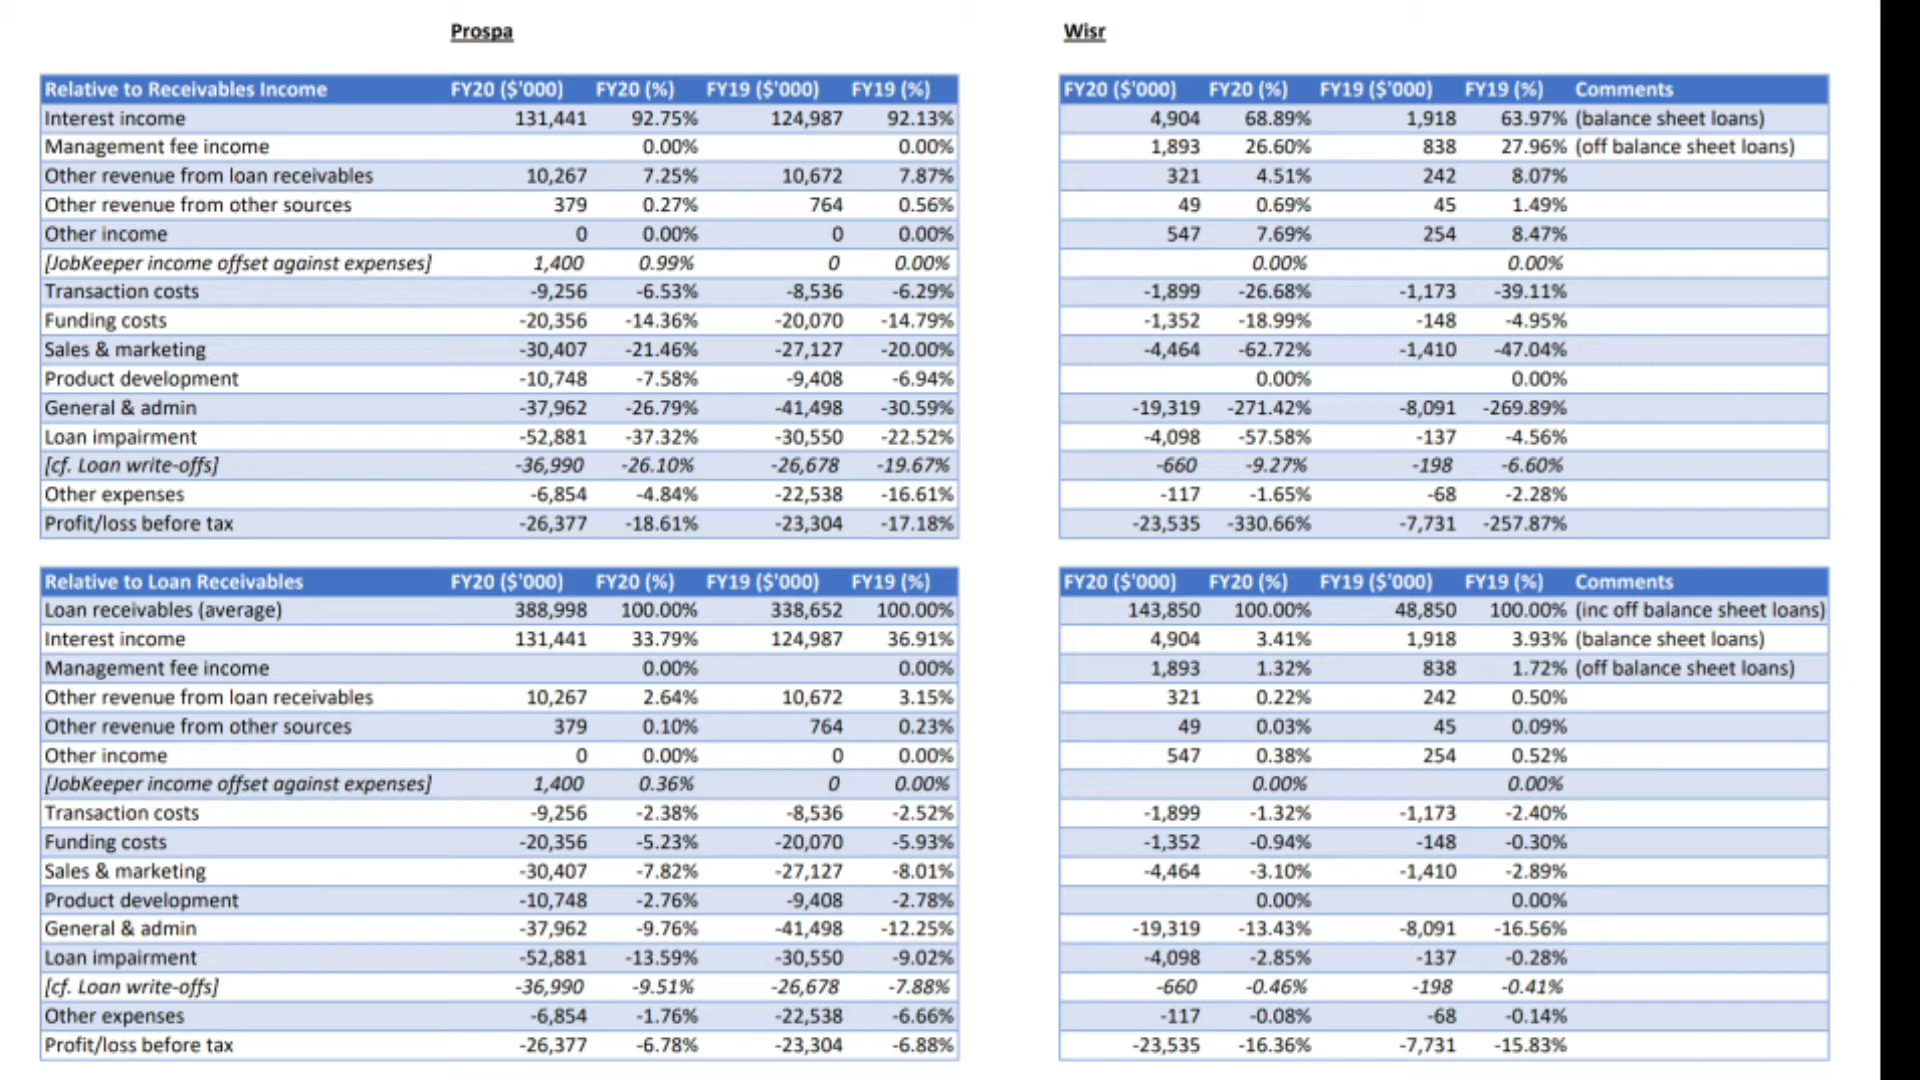 Prospa Wisr
Relative to Receivables Income FY20 ($'000) FY20 (%) FY19 ($'000) FY19 (%) FY20 ($'000) FY20 (%) FY19 ($'000) FY19 (%) Comments
Interest income 131,441 92.75% 124,987 92.13% 4,904 68.89% 1,918 63.97% (balance sheet loans)
Management fee income 0.00% 0.00% 1,893 26.60% 838 27.96% (off balance sheet loans)
Other revenue from loan receivables 10,267 7.25% 10,672 7.87% 321 4.51% 242 8.07%
Other revenue from other sources 379 0.27% 764 0.56% 49 0.69% 45 1.49%
Other income 0 0.00% 0 0.00% 547 7.69% 254 8.47%
[JobKeeper income offset against expenses] 1,400 0.99% 0 0.00% 0.00% 0.00%
Transaction costs -9,256 -6.53% -8,536 -6.29% -1,899 -26.68% -1,173 -39.11%
Funding costs -20,356 -14.36% -20,070 -14.79% -1,352 -18.99% -148 -4.95%
Sales & marketing -30,407 -21.46% -27,127 -20.00% -4,464 -62.72% -1,410 -47.04%
Product development -10,748 -7.58% -9,408 -6.94% 0.00% 0.00%
General & admin -37,962 -26.79% -41,498 -30.59% -19,319 -271.42% -8,091 -269.89%
Loan impairment -52,881 -37.32% -30,550 -22.52% -4,098 -57.58% -137 -4.56%
[cf. Loan write-offs] -36,990 -26.10% -26,678 -19.67% -660 -9.27% -198 -6.60%
Other expenses -6,854 -4.84% -22,538 -16.61% -117 -1.65% -68 -2.28%
Profit/loss before tax -26,377 -18.61% -23,304 -17.18% -23,535 -330.66% -7,731 -257.87%
Relative to Loan Receivables FY20 ($'000) FY20 (%) FY19 ($'000) FY19 (%) FY20 ($'000) FY20 (%) FY19 ($'000) FY19 (%) Comments
Loan receivables (average) 388,998 100.00% 338,652 100.00% 143,850 100.00% 48,850 100.00% (inc off balance sheet loans)
Interest income 131,441 33.79% 124,987 36.91% 4,904 3.41% 1,918 3.93% (balance sheet loans)
Management fee income 0.00% 0.00% 1,893 1.32% 838 1.72% (off balance sheet loans)
Other revenue from loan receivables 10,267 2.64% 10,672 3.15% 321 0.22% 242 0.50%
Other revenue from other sources 379 0.10% 764 0.23% 49 0.03% 45 0.09%
Other income 0 0.00% 0 0.00% 547 0.38% 254 0.52%
[JobKeeper income offset against expenses] 1,400 0.36% 0 0.00% 0.00% 0.00%
Transaction costs -9,256 -2.38% -8,536 -2.52% -1,899 -1.32% -1,173 -2.40%
Funding costs -20,356 -5.23% -20,070 -5.93% -1,352 -0.94% -148 -0.30%
Sales & marketing -30,407 -7.82% -27,127 -8.01% -4,464 -3.10% -1,410 -2.89%
Product development -10,748 -2.76% -9,408 -2.78% 0.00% 0.00%
General & admin -37,962 -9.76% -41,498 -12.25% -19,319 -13.43% -8,091 -16.56%
Loan impairment -52,881 -13.59% -30,550 -9.02% -4,098 -2.85% -137 -0.28%
[cf. Loan write-offs] -36,990 -9.51% -26,678 -7.88% -660 -0.46% -198 -0.41%
Other expenses -6,854 -1.76% -22,538 -6.66% -117 -0.08% -68 -0.14%
Profit/loss before tax -26,377 -6.78% -23,304 -6.88% -23,535 -16.36% -7,731 -15.83%